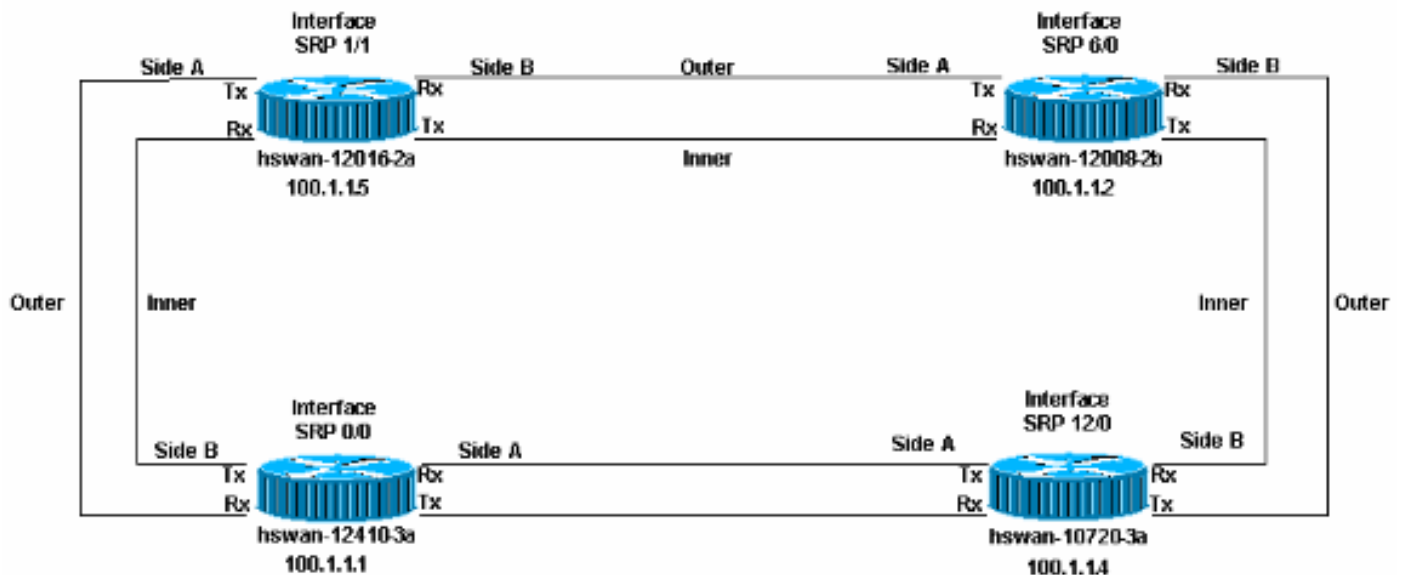 Interface
SRP 1/1
Interface
SRP 6/0
Side A
Side B
Outer
Side A
Side B
Tx
Rx
Tx
Rx
Rx
Tx
Rx
Tx
hswan-12016-2a
Inner
hswan-12008-2b
100.1.1.5
100.1.1.2
Outer
Inner
Inner
Outer
Interface
SRP 0/0
Interface
SRP 12/0
Side B
Side A
Side A
Side B
Tx
Rx
Tx
Rx
Rx
Tx
Rx
Tx
hswan-12410-3a
hswan-10720-3a
100.1.1.1
100.1.1.4